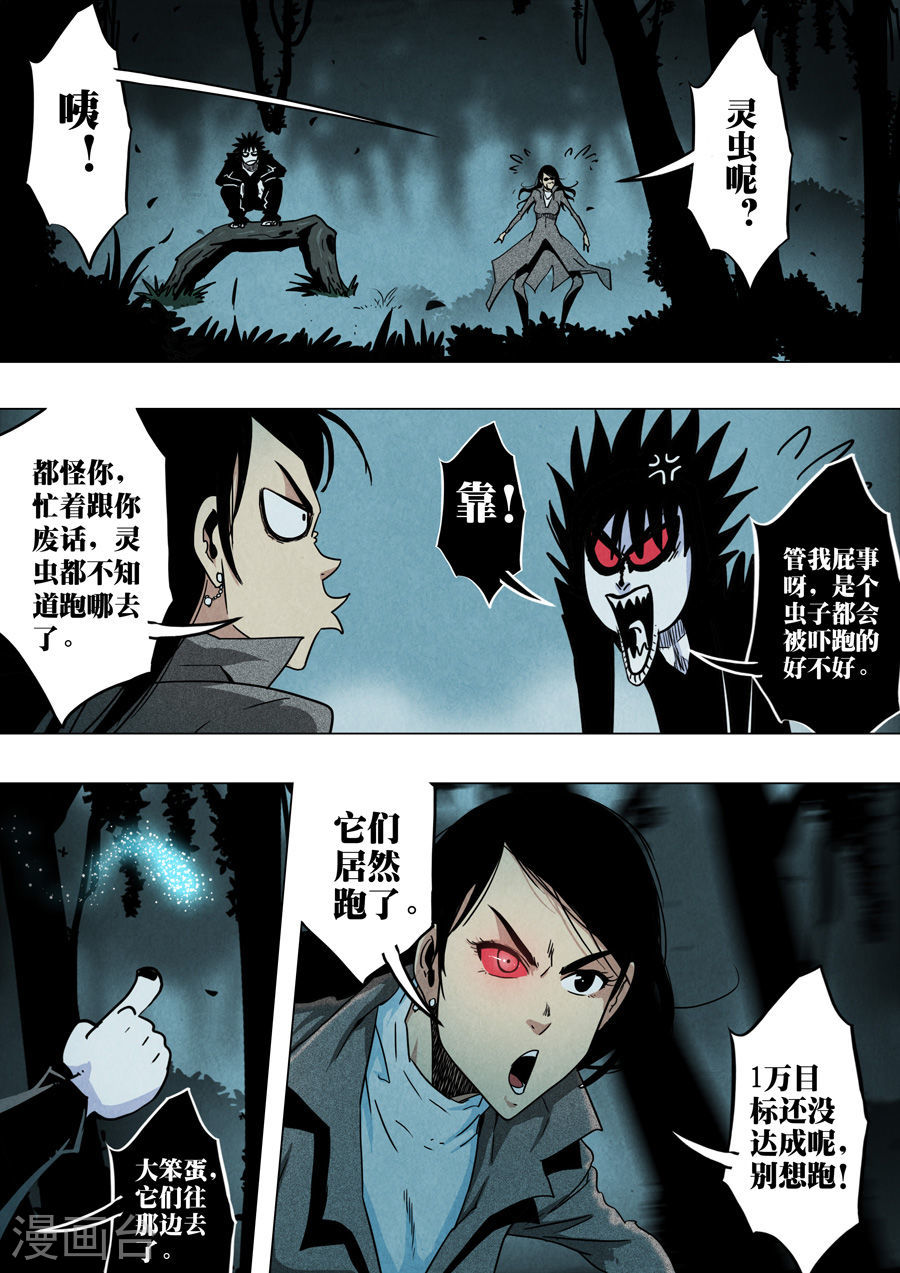 咦！
灵虫呢？
都怪你，
忙着跟你
废话，灵
虫都不知
道跑哪去
了。
靠！
管我屁事
呀，是个
虫子都会
被吓跑的
好不好。
它们
居然
跑了。
大笨蛋，
它们往
那边去
了。
1万目
标还没
达成呢，
别想跑！
漫画台